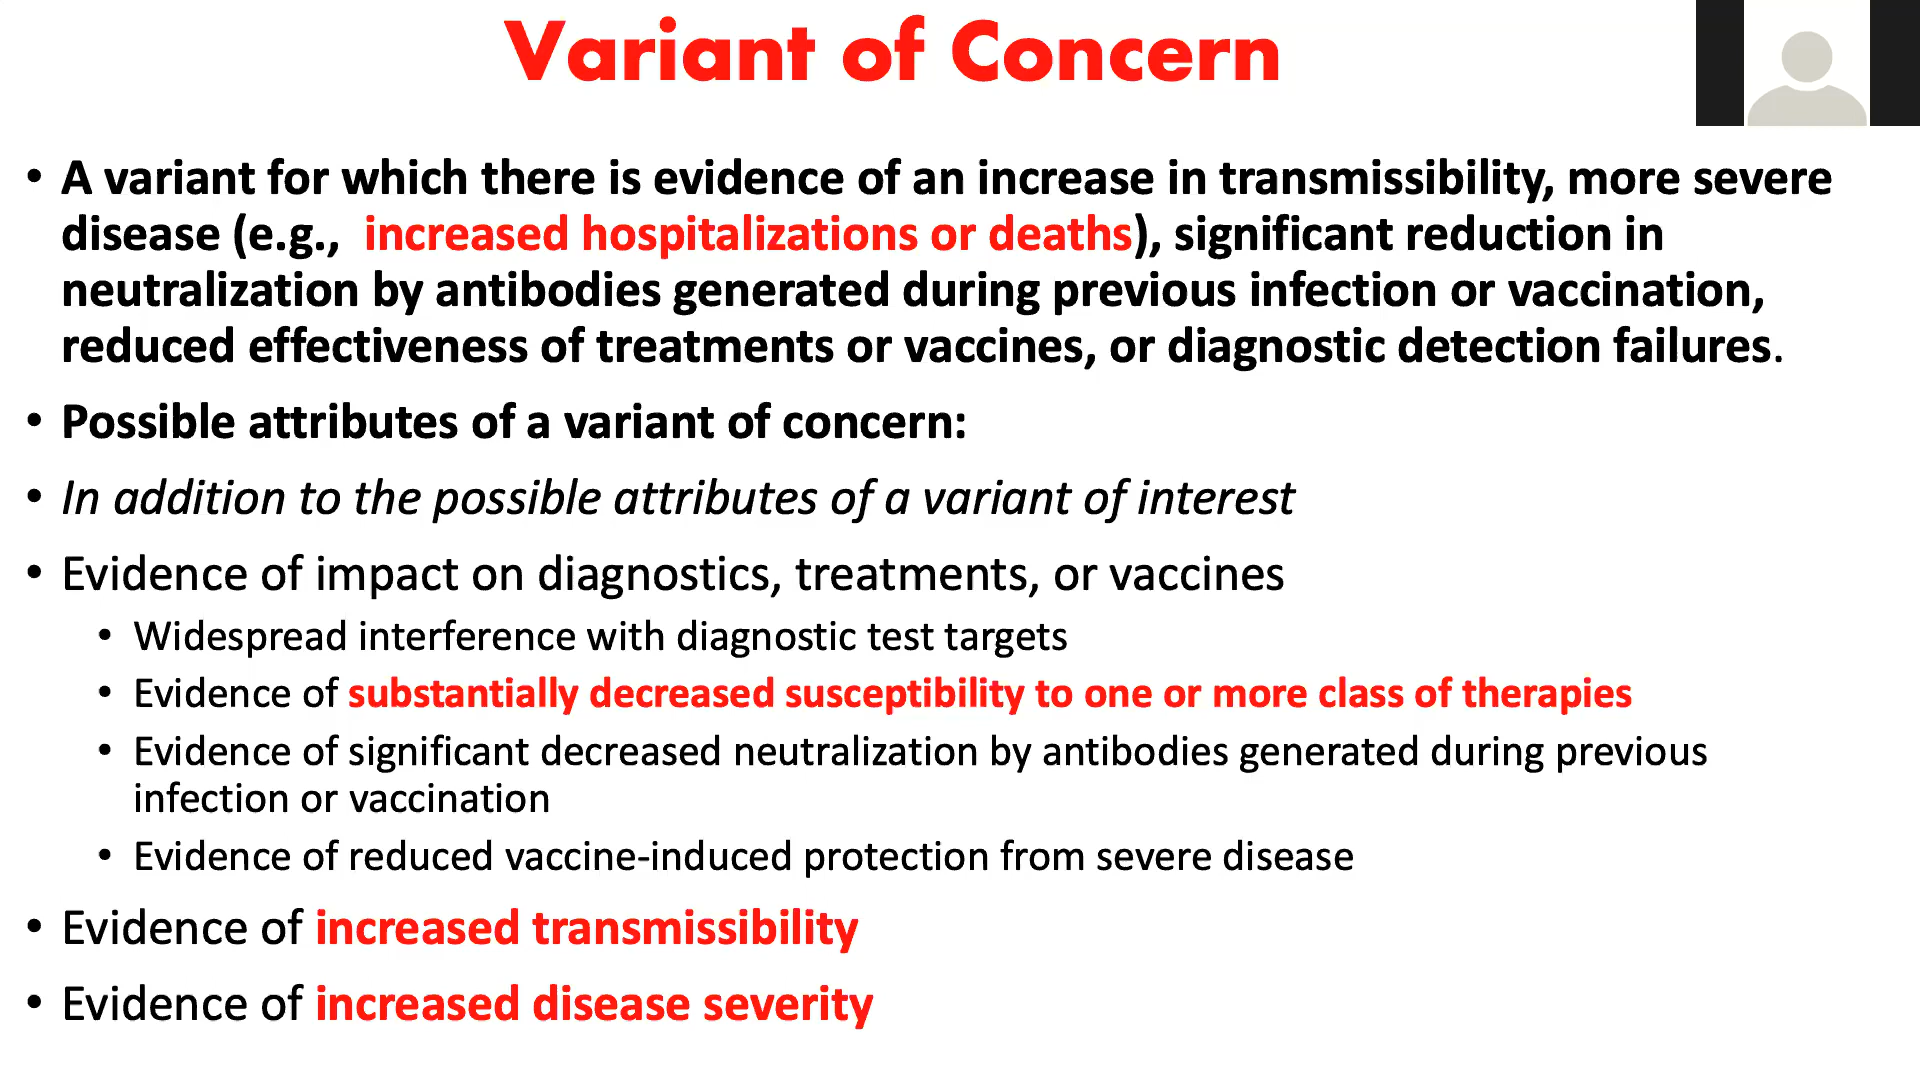 Variant of Concern
• A variant for which there is evidence of an increase in transmissibility, more severe
disease (e.g.,  increased hospitalizations or deaths), significant reduction in
neutralization by antibodies generated during previous infection or vaccination,
reduced effectiveness of treatments or vaccines, or diagnostic detection failures.
• Possible attributes of a variant of concern:
• In addition to the possible attributes of a variant of interest
• Evidence of impact on diagnostics, treatments, or vaccines
• Widespread interference with diagnostic test targets
• Evidence of substantially decreased susceptibility to one or more class of therapies
• Evidence of significant decreased neutralization by antibodies generated during previous
infection or vaccination
• Evidence of reduced vaccine-induced protection from severe disease
• Evidence of increased transmissibility
• Evidence of increased disease severity